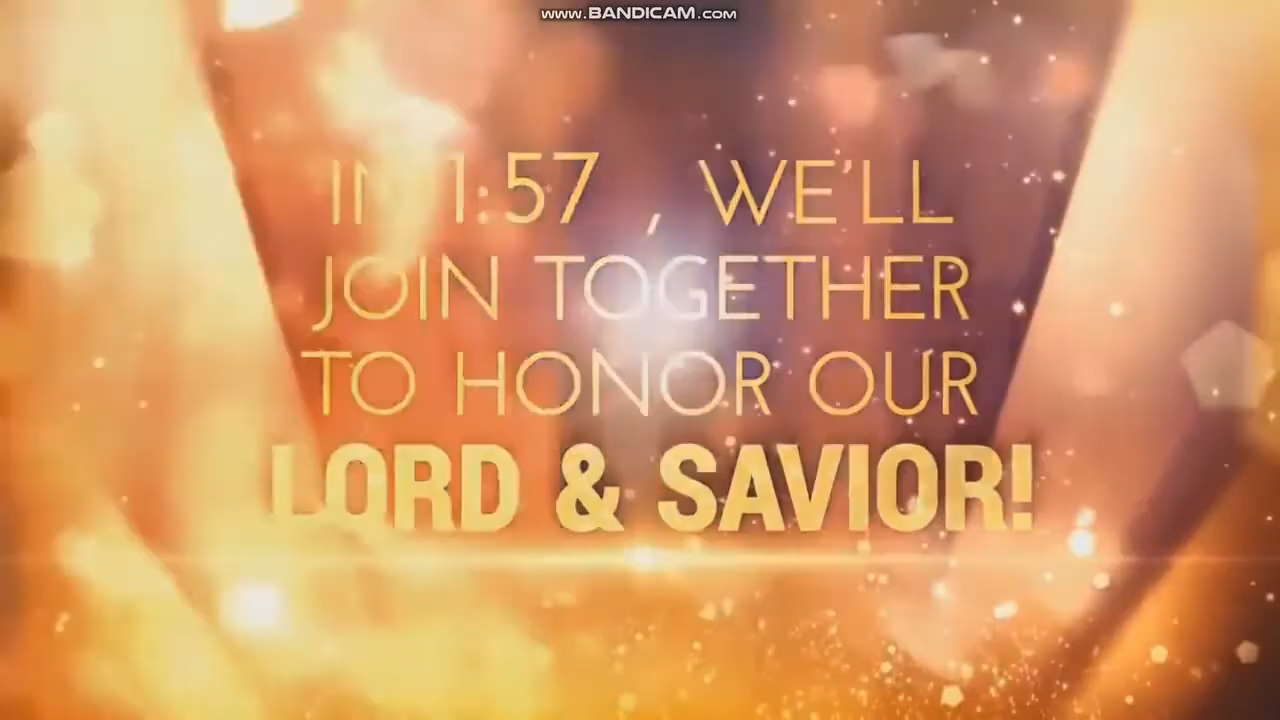 www.BANDICAM.com
IN 1:57 , WE'LL
JOIN TOGETHER
TO HONOR OUR
LORD & SAVIOR!